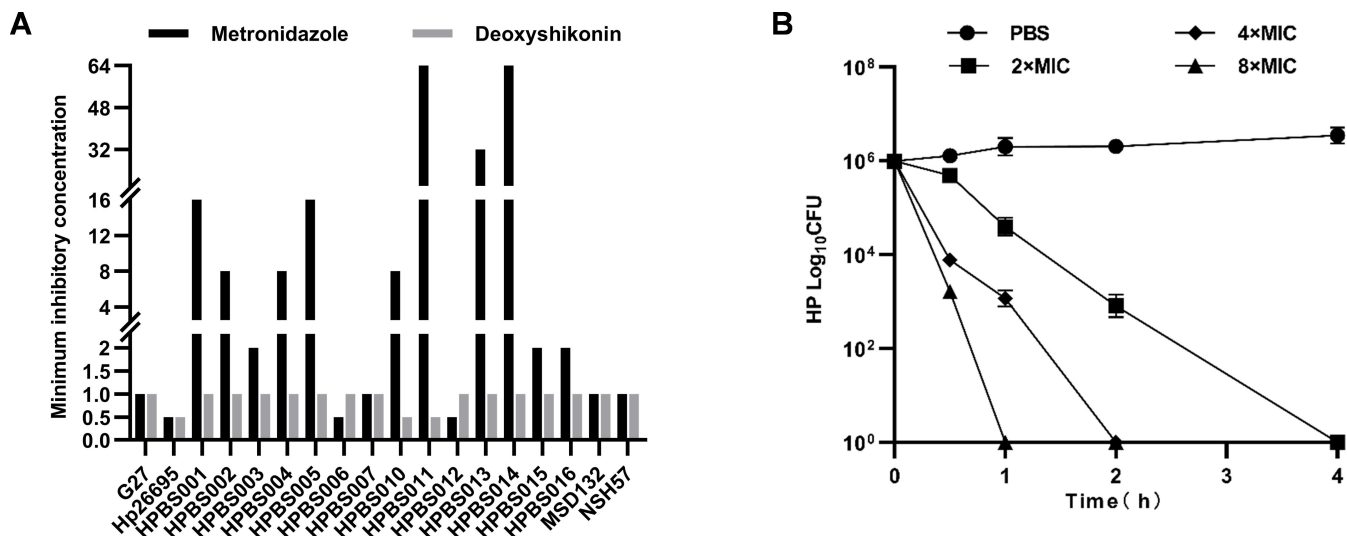 A
Metronidazole
Deoxyshikonin
Minimum inhibitory concentration
64
48
32
16
12
8
4
2
1.5
1.0
0.5
0.0
G27
Hp26695
HPBS001
HPBS002
HPBS003
HPBS004
HPBS005
HPBS006
HPBS007
HPBS010
HPBS011
HPBS012
HPBS013
HPBS014
HPBS015
HPBS016
MSD132
NSH57
B
PBS
4×MIC
2×MIC
8×MIC
HP Log₁₀CFU
10⁸
10⁶
10⁴
10²
10⁰
0
1
2
3
4
Time( h)